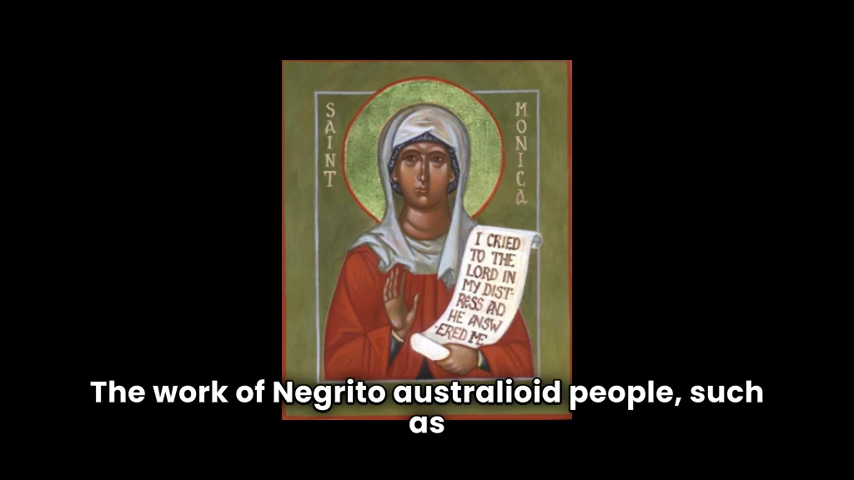 SAINT
MONICA
I CRIED
TO THE
LORD IN
MY DIST-
RESS AND
HE ANSW
-ERED ME
The work of Negrito australioid people, such
as